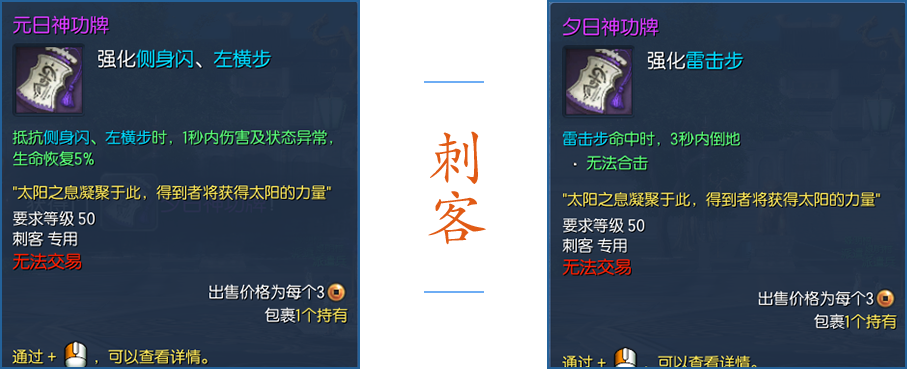 元日神功牌
强化侧身闪、左横步
抵抗侧身闪、左横步时，1秒内伤害及状态异常，
生命恢复5%
"太阳之息凝聚于此，得到者将获得太阳的力量"
要求等级 50
刺客 专用
无法交易
出售价格为每个3
包裹1个持有
通过 + ，可以查看详情。
刺
客
夕日神功牌
强化雷击步
雷击步命中时，3秒内倒地
· 无法合击
"太阳之息凝聚于此，得到者将获得太阳的力量"
要求等级 50
刺客 专用
无法交易
出售价格为每个3
包裹1个持有
通过 + ，可以查看详情。